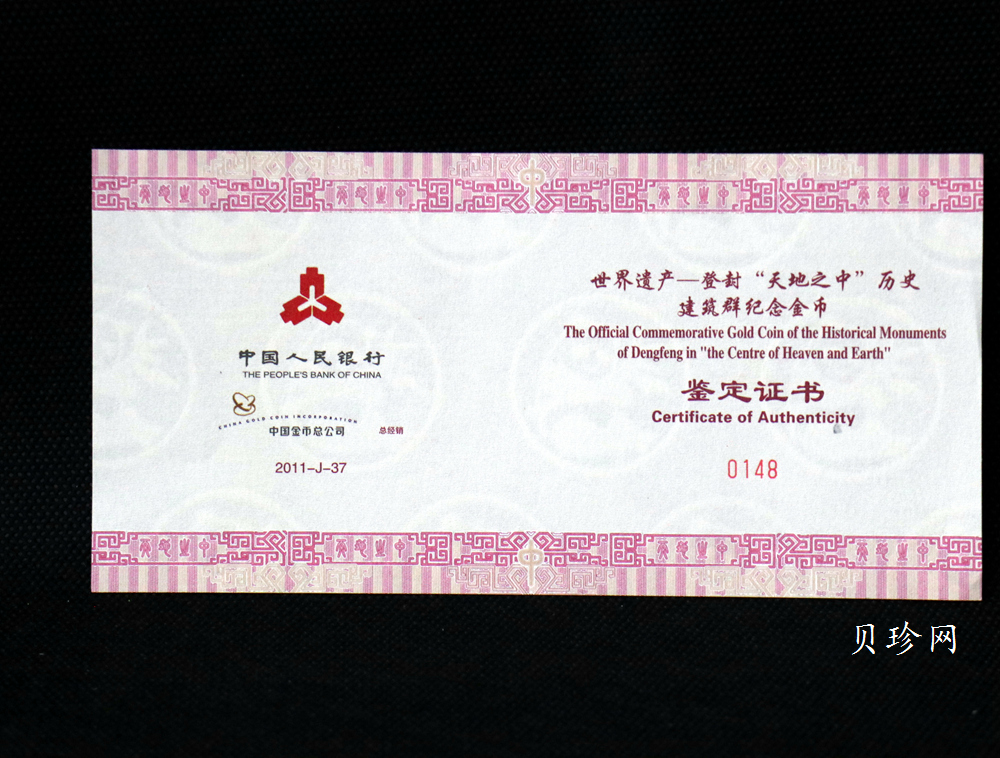 中国人民银行
THE PEOPLE'S BANK OF CHINA
CHINA GOLD COIN INCORPORATION
中国金币总公司 总经销
2011-J-37
世界遗产—登封“天地之中”历史
建筑群纪念金币
The Official Commemorative Gold Coin of the Historical Monuments
of Dengfeng in "the Centre of Heaven and Earth"
鉴定证书
Certificate of Authenticity
0148
贝珍网